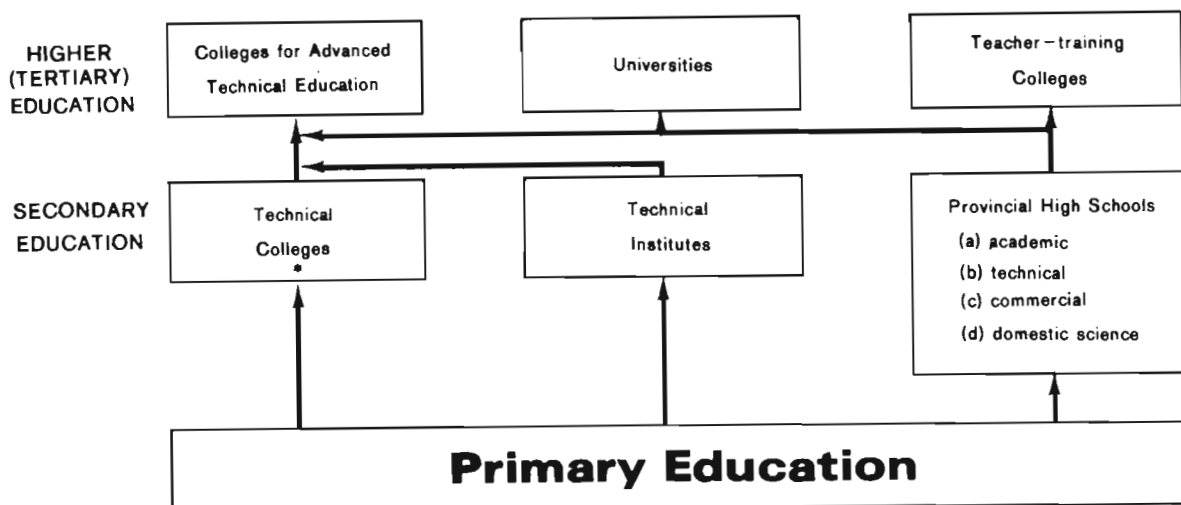 HIGHER
(TERTIARY)
EDUCATION
Colleges for Advanced
Technical Education
Universities
Teacher-training
Colleges
SECONDARY
EDUCATION
Technical
Colleges
*
Technical
Institutes
Provincial High Schools
(a) academic
(b) technical
(c) commercial
(d) domestic science
Primary Education